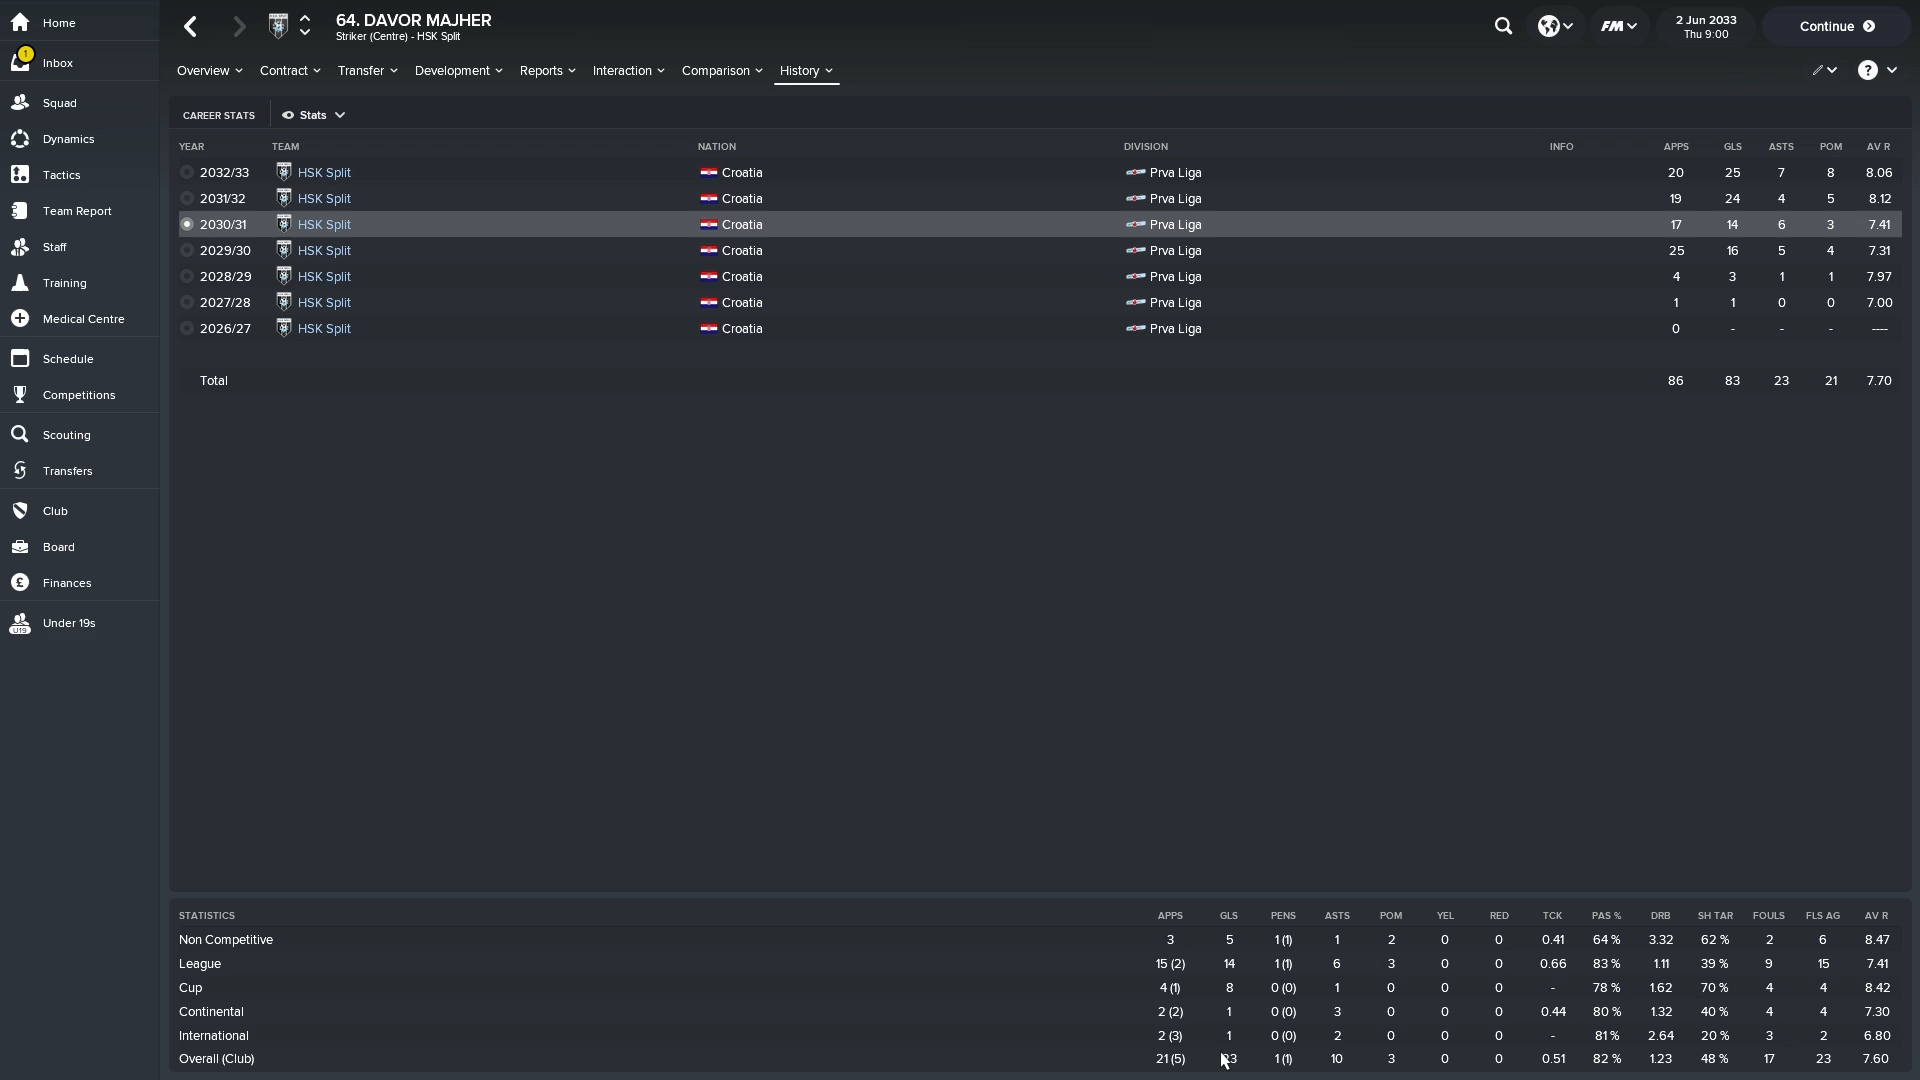 Home
1
Inbox
Squad
Dynamics
Tactics
Team Report
Staff
Training
Medical Centre
Schedule
Competitions
Scouting
Transfers
Club
Board
Finances
U19
Under 19s
64. DAVOR MAJHER
Striker (Centre) - HSK Split
FM
2 Jun 2033
Thu 9:00
Continue
Overview Contract Transfer Development Reports Interaction Comparison History
?
CAREER STATS Stats
YEAR TEAM NATION DIVISION INFO APPS GLS ASTS POM AV R
2032/33 HSK Split Croatia Prva Liga 20 25 7 8 8.06
2031/32 HSK Split Croatia Prva Liga 19 24 4 5 8.12
2030/31 HSK Split Croatia Prva Liga 17 14 6 3 7.41
2029/30 HSK Split Croatia Prva Liga 25 16 5 4 7.31
2028/29 HSK Split Croatia Prva Liga 4 3 1 1 7.97
2027/28 HSK Split Croatia Prva Liga 1 1 0 0 7.00
2026/27 HSK Split Croatia Prva Liga 0 - - - ----
Total 86 83 23 21 7.70
STATISTICS APPS GLS PENS ASTS POM YEL RED TCK PAS % DRB SH TAR FOULS FLS AG AV R
Non Competitive 3 5 1 (1) 1 2 0 0 0.41 64 % 3.32 62 % 2 6 8.47
League 15 (2) 14 1 (1) 6 3 0 0 0.66 83 % 1.11 39 % 9 15 7.41
Cup 4 (1) 8 0 (0) 1 0 0 0 - 78 % 1.62 70 % 4 4 8.42
Continental 2 (2) 1 0 (0) 3 0 0 0 0.44 80 % 1.32 40 % 4 4 7.30
International 2 (3) 1 0 (0) 2 0 0 0 - 81 % 2.64 20 % 3 2 6.80
Overall (Club) 21 (5) 23 1 (1) 10 3 0 0 0.51 82 % 1.23 48 % 17 23 7.60